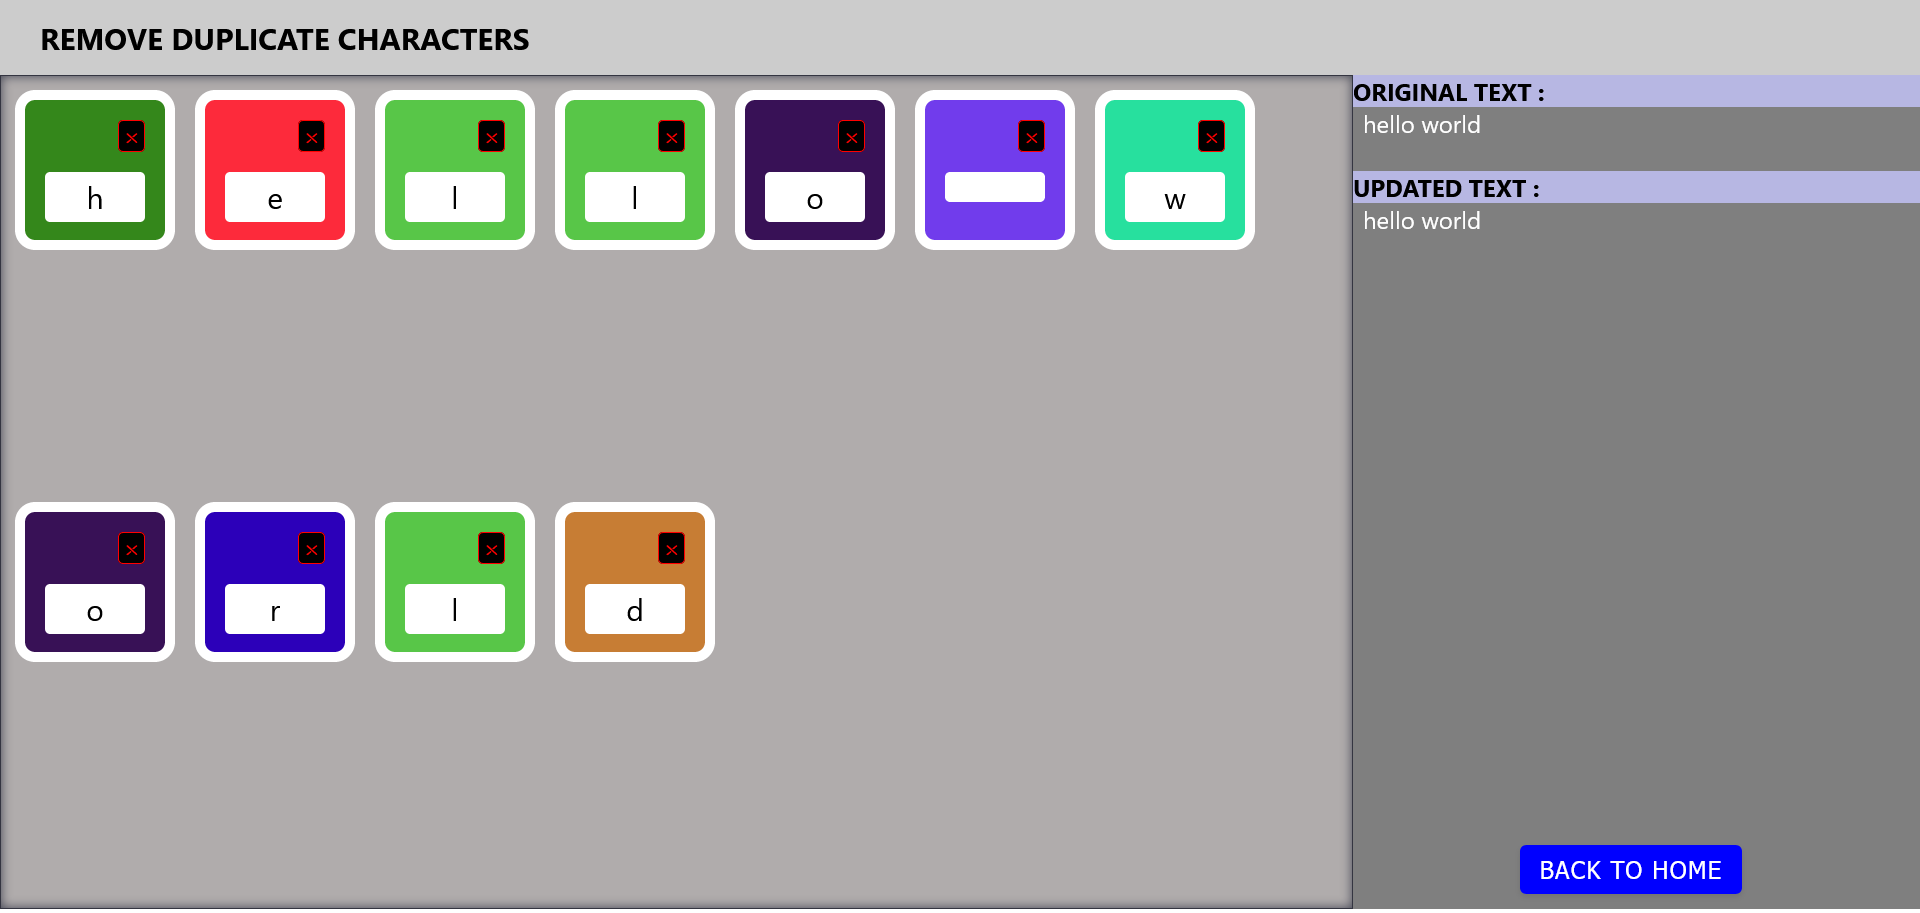 REMOVE DUPLICATE CHARACTERS
× × × × × × ×
h e l l o w
× × × ×
o r l d
ORIGINAL TEXT :
hello world
UPDATED TEXT :
hello world
BACK TO HOME